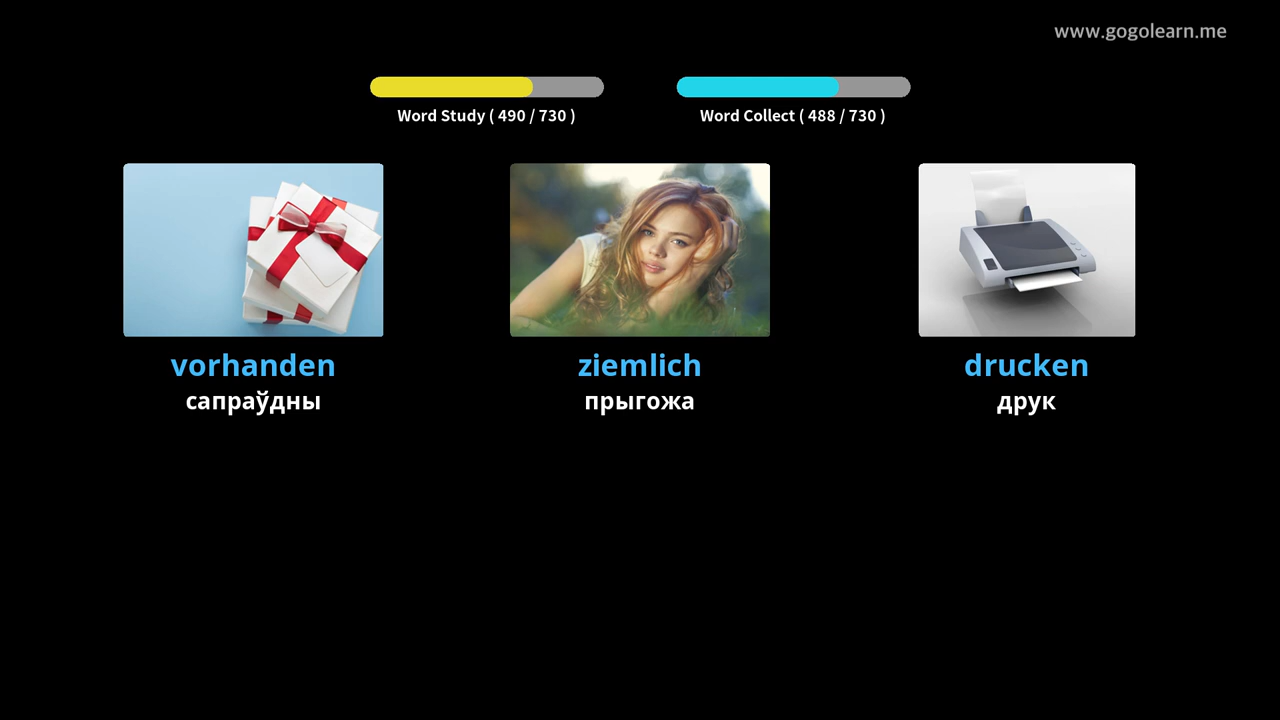 www.gogolearn.me
Word Study ( 490 / 730 )
Word Collect ( 488 / 730 )
vorhanden
сапраўдны
ziemlich
прыгожа
drucken
друк